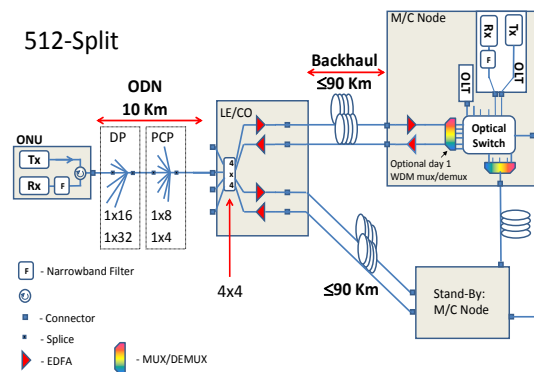 512-Split
ODN
10 Km
Backhaul
≤90 Km
M/C Node
Rx
Tx
F
OLT
OLT
LE/CO
DP
PCP
ONU
Tx
Rx
F
4x4
Optical
Switch
Optional day 1
WDM mux/demux
1x16
1x32
1x8
1x4
4x4
≤90 Km
Stand-By:
M/C Node
F
- Narrowband Filter
- Circulator
- Connector
- Splice
- EDFA
- MUX/DEMUX